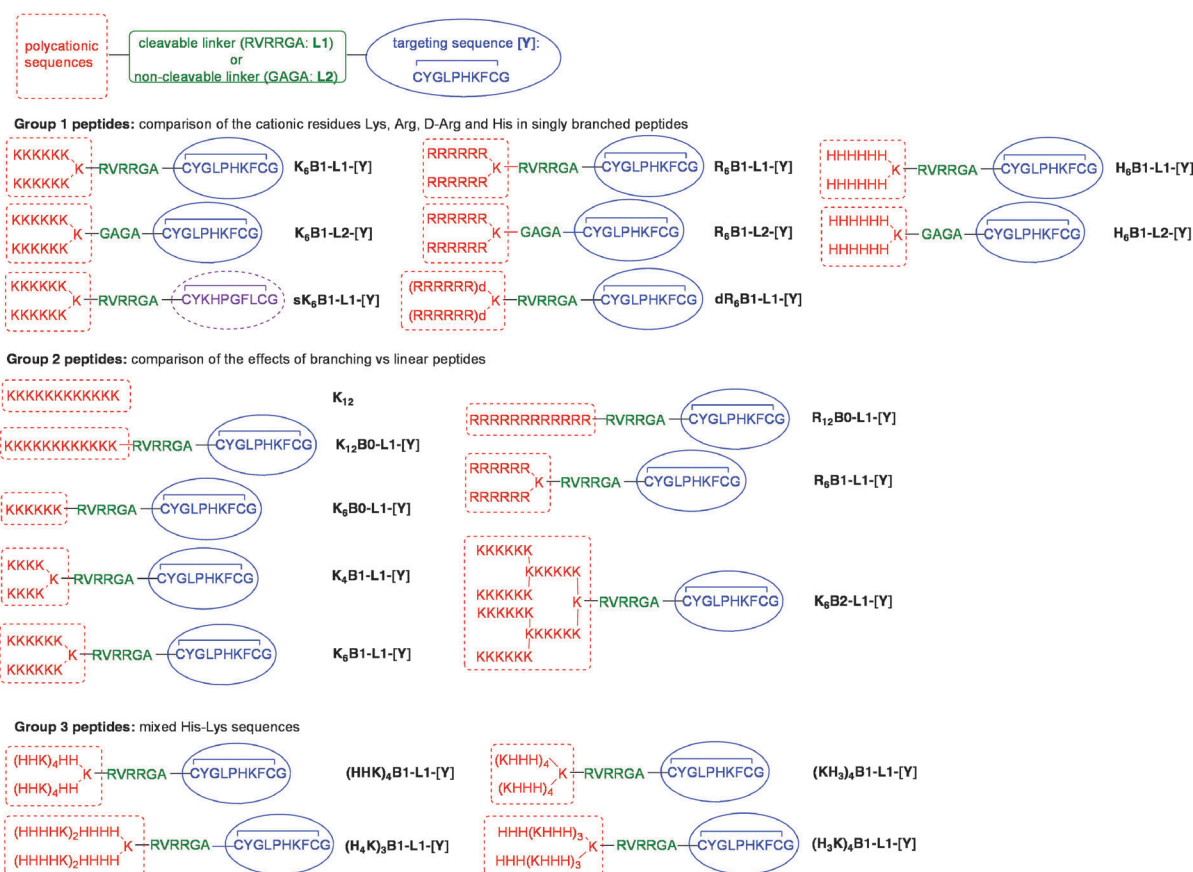 polycationic
sequences
cleavable linker (RVRRGA: L1)
or
non-cleavable linker (GAGA: L2)
targeting sequence [Y]:
CYGLPHKFCG
Group 1 peptides: comparison of the cationic residues Lys, Arg, D-Arg and His in singly branched peptides
KKKKKK
KKKKKK
K
RVRRGA
CYGLPHKFCG
K6B1-L1-[Y]
RRRRRR
RRRRRR
K
RVRRGA
CYGLPHKFCG
R6B1-L1-[Y]
HHHHHH
HHHHHH
K
RVRRGA
CYGLPHKFCG
H6B1-L1-[Y]
KKKKKK
KKKKKK
K
GAGA
CYGLPHKFCG
K6B1-L2-[Y]
RRRRRR
RRRRRR
K
GAGA
CYGLPHKFCG
R6B1-L2-[Y]
HHHHHH
HHHHHH
K
GAGA
CYGLPHKFCG
H6B1-L2-[Y]
KKKKKK
KKKKKK
K
RVRRGA
CYKHPGFLCG
sK6B1-L1-[Y]
(RRRRRR)d
(RRRRRR)d
K
RVRRGA
CYGLPHKFCG
dR6B1-L1-[Y]
Group 2 peptides: comparison of the effects of branching vs linear peptides
KKKKKKKKKKKK
K12
KKKKKKKKKKKK
RVRRGA
CYGLPHKFCG
K12B0-L1-[Y]
KKKKKK
RVRRGA
CYGLPHKFCG
K6B0-L1-[Y]
KKKK
KKKK
K
RVRRGA
CYGLPHKFCG
K4B1-L1-[Y]
KKKKKK
KKKKKK
K
RVRRGA
CYGLPHKFCG
K6B1-L1-[Y]
RRRRRRRRRRRR
RVRRGA
CYGLPHKFCG
R12B0-L1-[Y]
RRRRRR
RRRRRR
K
RVRRGA
CYGLPHKFCG
R6B1-L1-[Y]
KKKKKK
KKKKKK
KKKKKK
KKKKKK
KKKKKK
KKKKKK
K
RVRRGA
CYGLPHKFCG
K6B2-L1-[Y]
Group 3 peptides: mixed His-Lys sequences
(HHK)4HH
(HHK)4HH
K
RVRRGA
CYGLPHKFCG
(HHK)4B1-L1-[Y]
(KHHH)4
(KHHH)4
K
RVRRGA
CYGLPHKFCG
(KH3)4B1-L1-[Y]
(HHHHK)2HHHH
(HHHHK)2HHHH
K
RVRRGA
CYGLPHKFCG
(H4K)3B1-L1-[Y]
HHH(KHHH)3
HHH(KHHH)3
K
RVRRGA
CYGLPHKFCG
(H3K)4B1-L1-[Y]